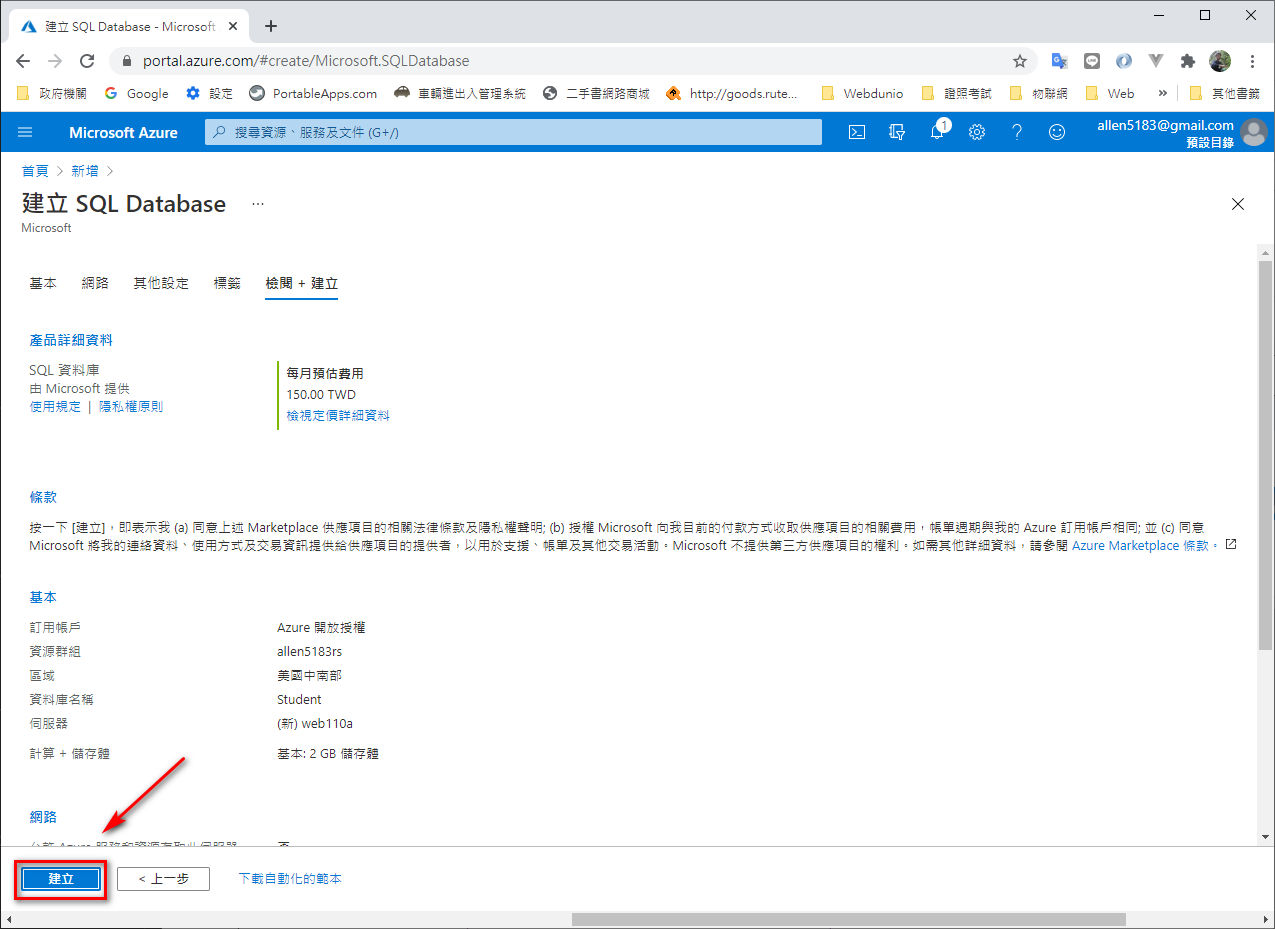 建立 SQL Database - Microsoft
portal.azure.com/#create/Microsoft.SQLDatabase
政府機關 Google 設定 PortableApps.com 車輛進出入管理系統 二手書網路商城 http://goods.rute... Webduino 證照考試 物聯網 Web » 其他書籤
Microsoft Azure 搜尋資源、服務及文件 (G+/) 1 allen5183@gmail.com
預設目錄
首頁 > 新增 >
建立 SQL Database ...
Microsoft
基本 網路 其他設定 標籤 檢閱 + 建立
產品詳細資料
SQL 資料庫
由 Microsoft 提供
使用規定 | 隱私權原則
每月預估費用
150.00 TWD
檢視定價詳細資料
條款
按一下 [建立]，即表示我 (a) 同意上述 Marketplace 供應項目的相關法律條款及隱私權聲明; (b) 授權 Microsoft 向我目前的付款方式收取供應項目的相關費用，帳單週期與我的 Azure 訂用帳戶相同; 並 (c) 同意
Microsoft 將我的連絡資料、使用方式及交易資訊提供給供應項目的提供者，以用於支援、帳單及其他交易活動。Microsoft 不提供第三方供應項目的權利。如需其他詳細資料，請參閱 Azure Marketplace 條款。
基本
訂用帳戶 Azure 開放授權
資源群組 allen5183rs
區域 美國中南部
資料庫名稱 Student
伺服器 (新) web110a
計算 + 儲存體 基本: 2 GB 儲存體
網路
允許 Azure 服務和資源存取此伺服器 否
建立 < 上一步 下載自動化的範本